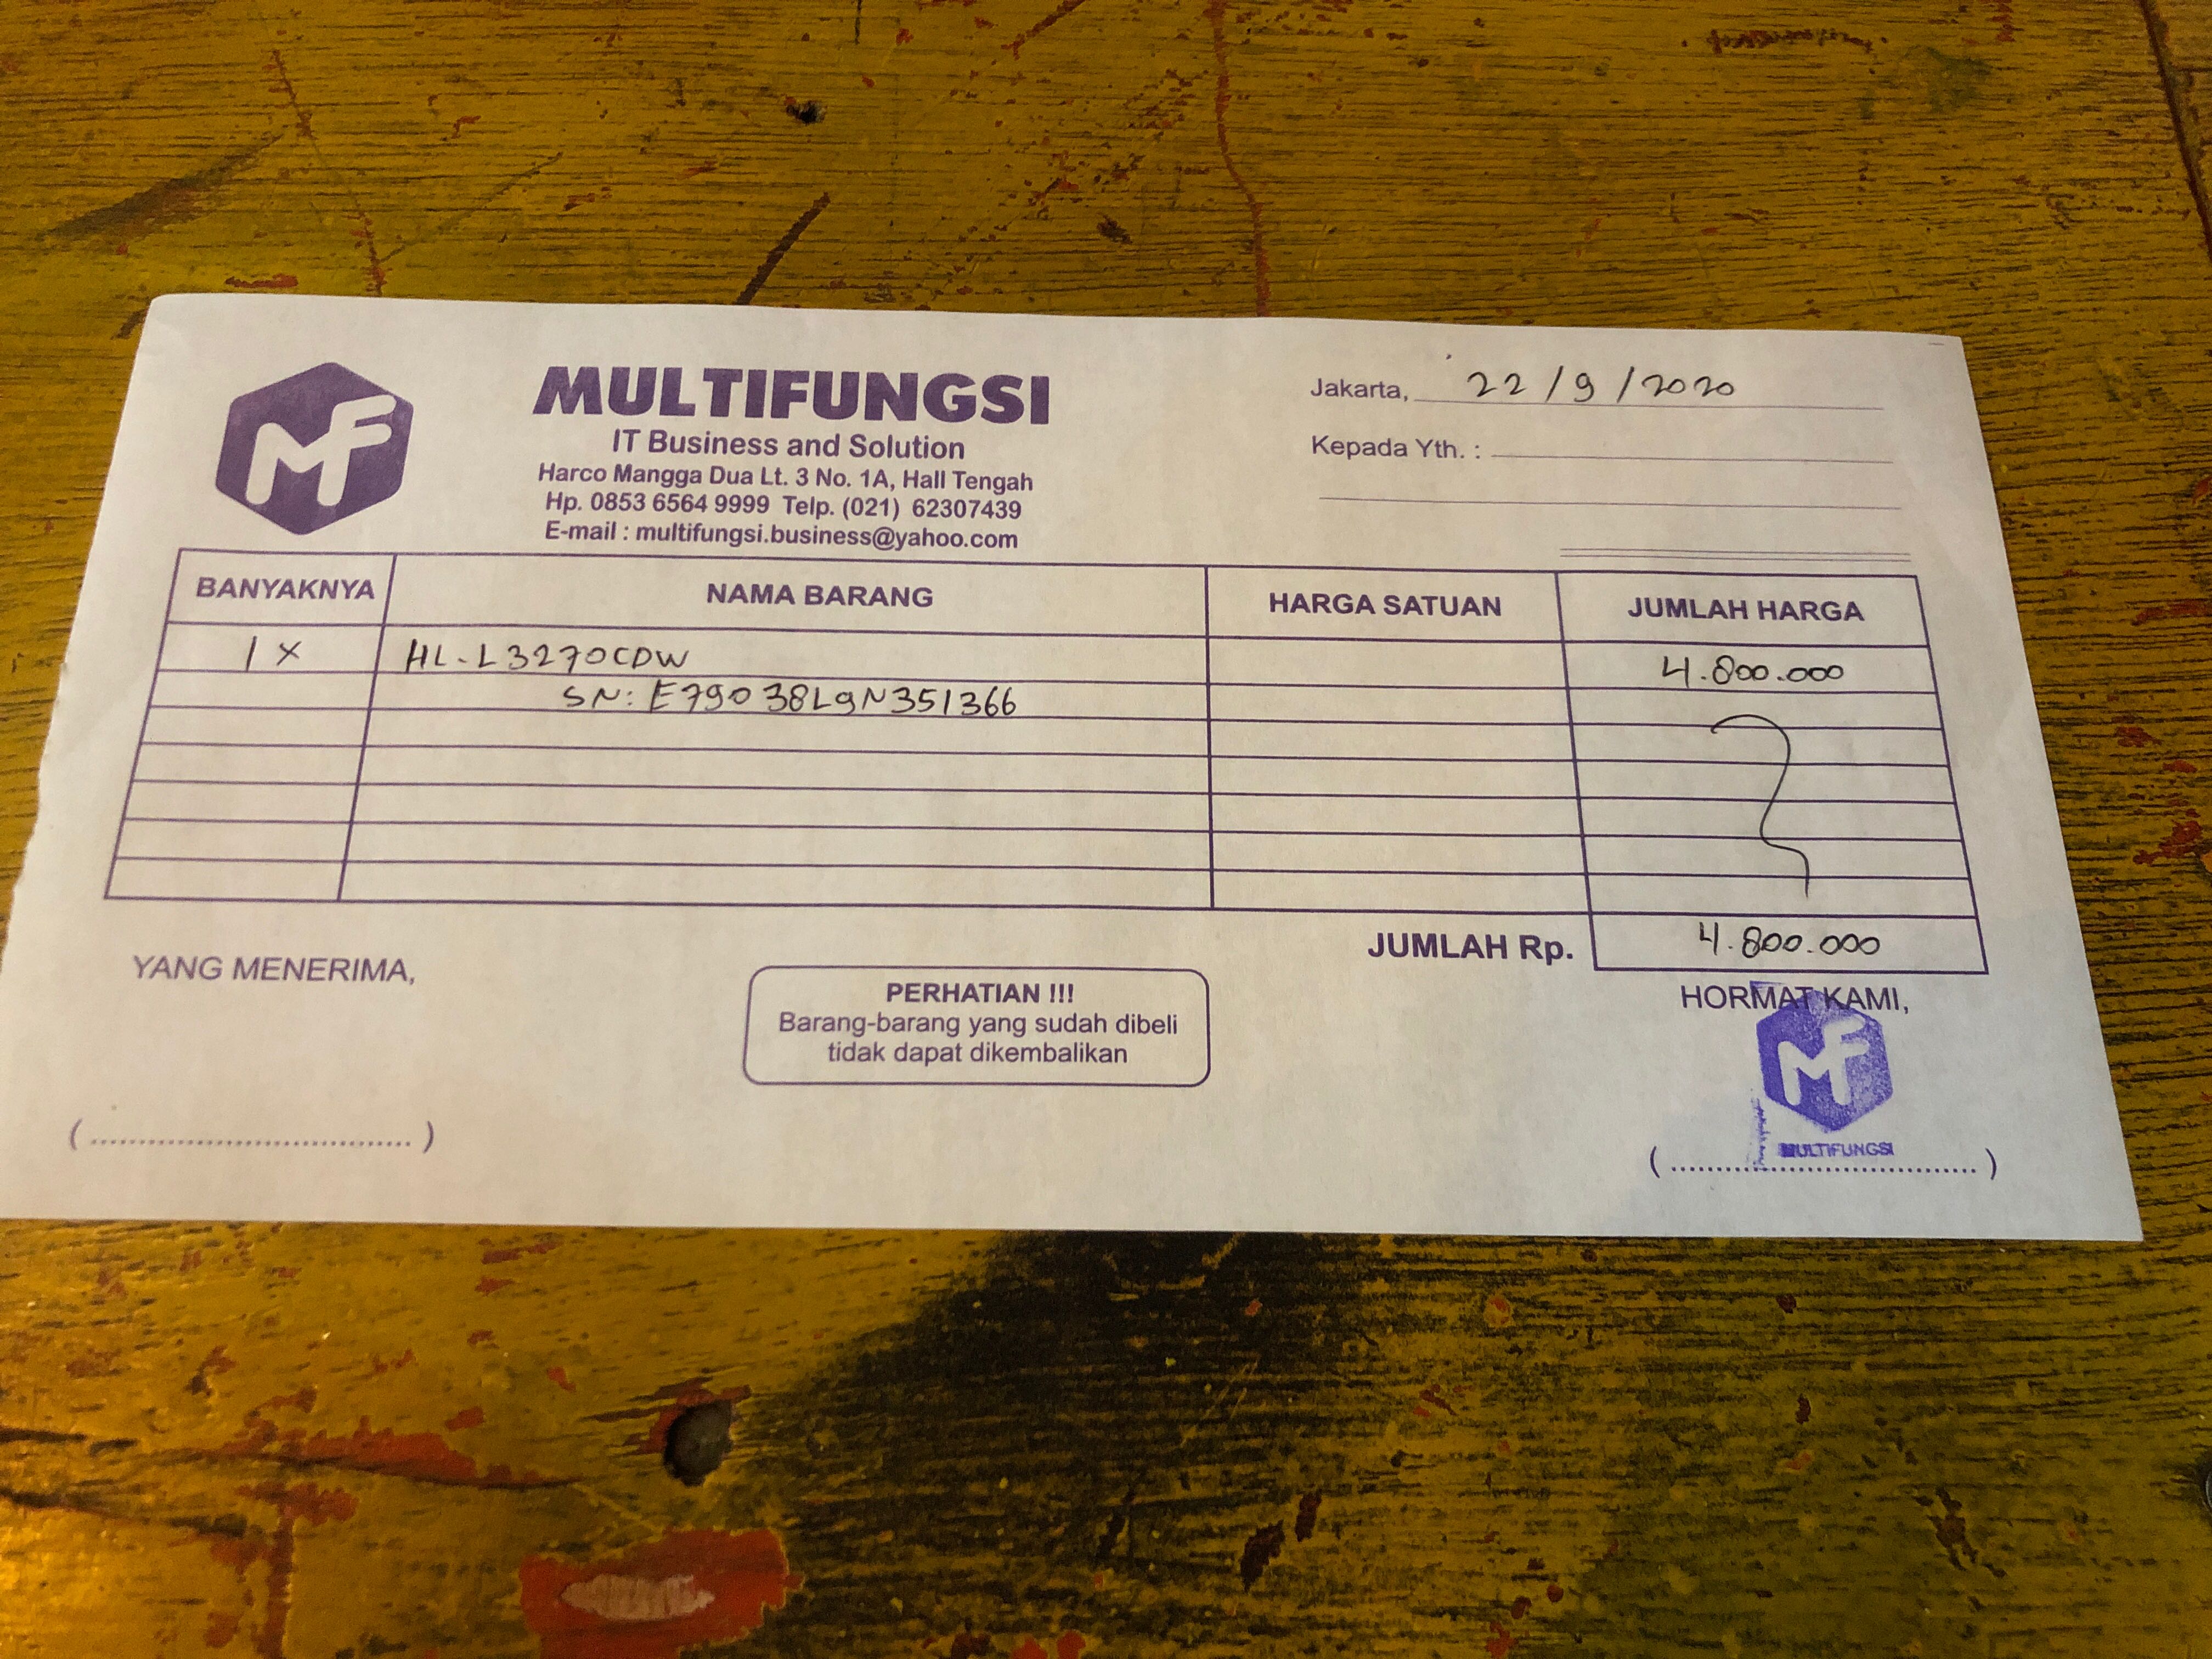 MF
MULTIFUNGSI
IT Business and Solution
Harco Mangga Dua Lt. 3 No. 1A, Hall Tengah
Hp. 0853 6564 9999 Telp. (021) 62307439
E-mail : multifungsi.business@yahoo.com
Jakarta, 22/9/2020
Kepada Yth. :
BANYAKNYA NAMA BARANG HARGA SATUAN JUMLAH HARGA
1 x HL-L3270CDW 4.800.000
SN: E79038L9N351366
JUMLAH Rp. 4.800.000
YANG MENERIMA,
PERHATIAN !!!
Barang-barang yang sudah dibeli
tidak dapat dikembalikan
HORMAT KAMI,
MF
MULTIFUNGSI